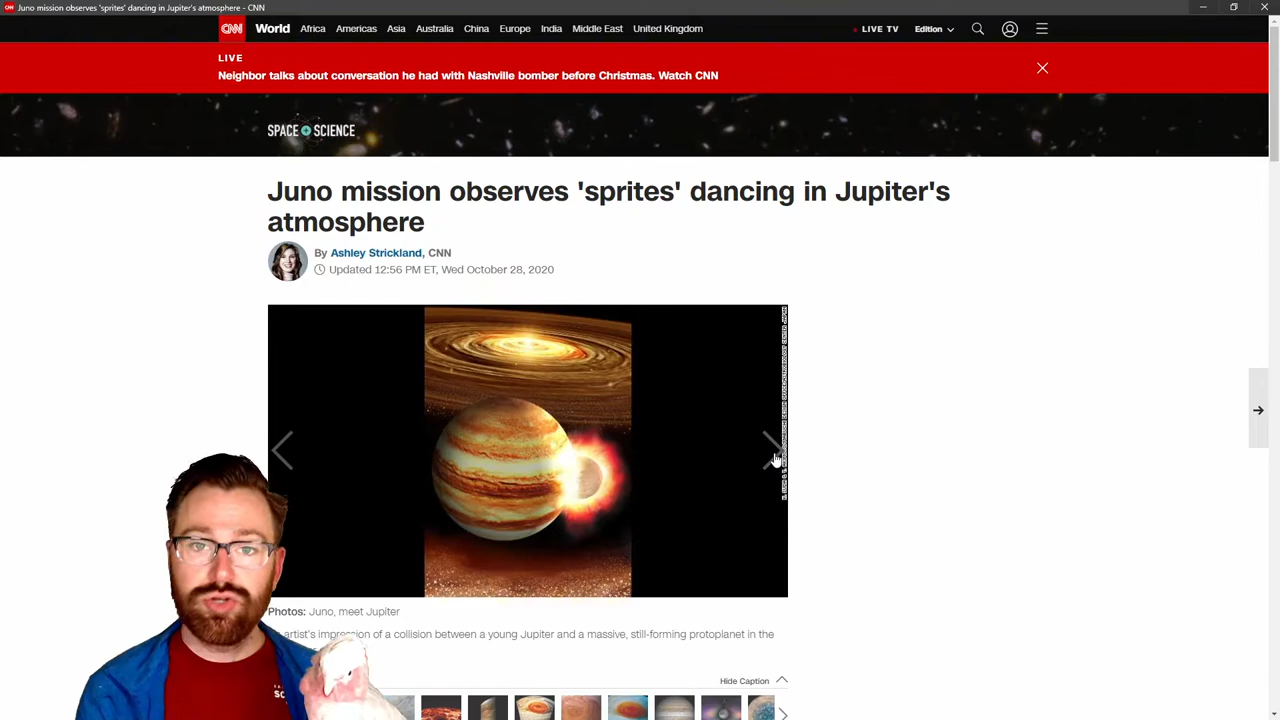 Juno mission observes 'sprites' dancing in Jupiter's atmosphere - CNN
CNN World Africa Americas Asia Australia China Europe India Middle East United Kingdom LIVE TV Edition
LIVE
Neighbor talks about conversation he had with Nashville bomber before Christmas. Watch CNN
SPACE + SCIENCE
Juno mission observes 'sprites' dancing in Jupiter's
atmosphere
By Ashley Strickland, CNN
Updated 12:56 PM ET, Wed October 28, 2020
Photos: Juno, meet Jupiter
artist's impression of a collision between a young Jupiter and a massive, still-forming protoplanet in the
Hide Caption